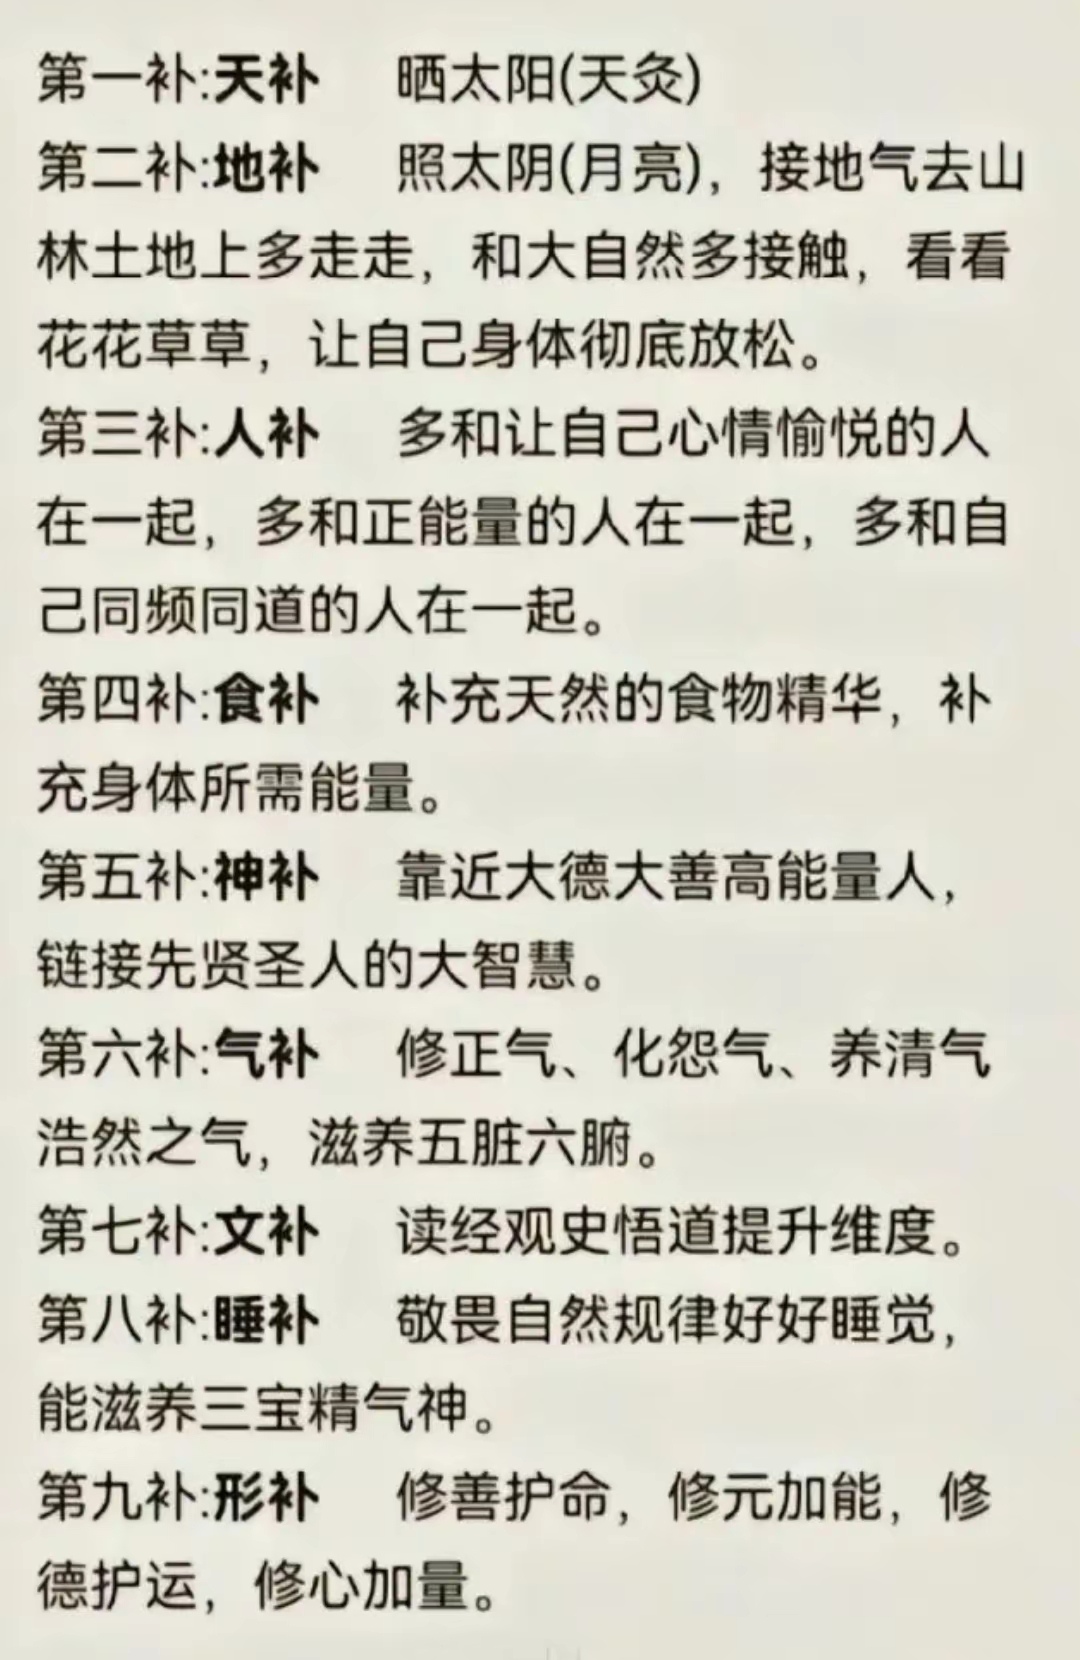 第一补:天补 晒太阳(天灸)
第二补:地补 照太阴(月亮)，接地气去山
林土地上多走走，和大自然多接触，看看
花花草草，让自己身体彻底放松。
第三补:人补 多和让自己心情愉悦的人
在一起，多和正能量的人在一起，多和自
己同频同道的人在一起。
第四补:食补 补充天然的食物精华，补
充身体所需能量。
第五补:神补 靠近大德大善高能量人，
链接先贤圣人的大智慧。
第六补:气补 修正气、化怨气、养清气
浩然之气，滋养五脏六腑。
第七补:文补 读经观史悟道提升维度。
第八补:睡补 敬畏自然规律好好睡觉，
能滋养三宝精气神。
第九补:形补 修善护命，修元加能，修
德护运，修心加量。